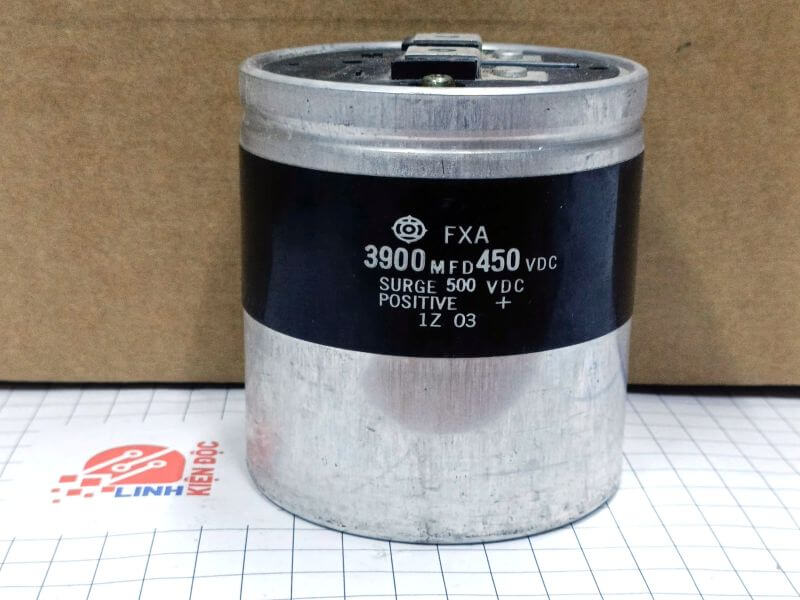 FXA
3900 MFD 450 VDC
SURGE 500 VDC
POSITIVE +
1Z 03
LINH
KIỆN ĐỘC